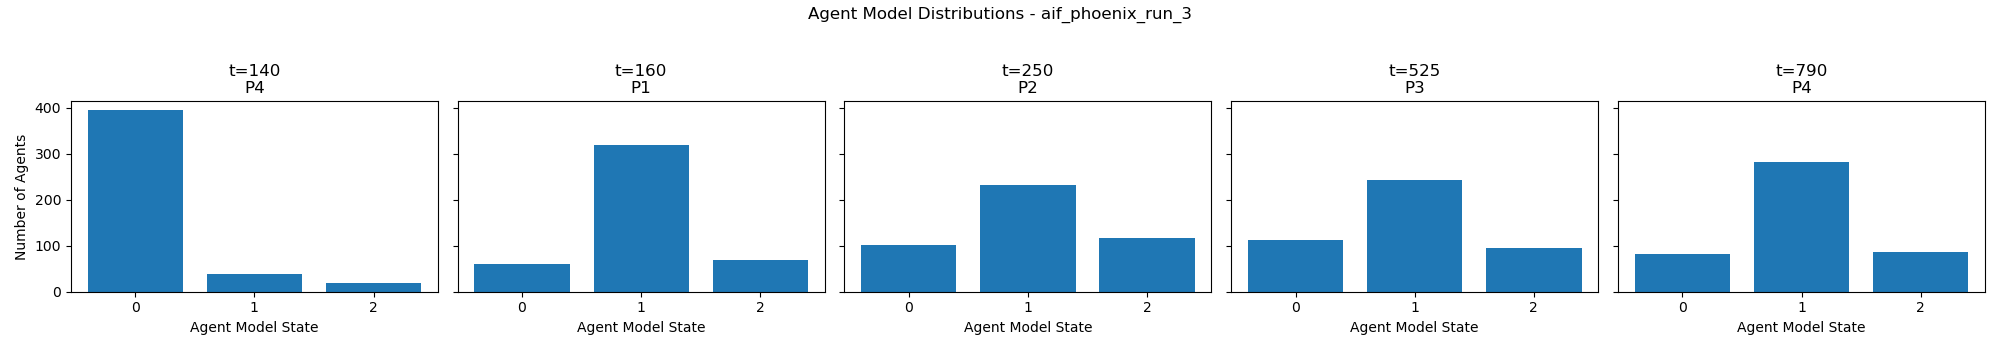 Agent Model Distributions - aif_phoenix_run_3
t=140
P4
t=160
P1
t=250
P2
t=525
P3
t=790
P4
Number of Agents
400
300
200
100
0
0 1 2
0 1 2
0 1 2
0 1 2
0 1 2
Agent Model State
Agent Model State
Agent Model State
Agent Model State
Agent Model State